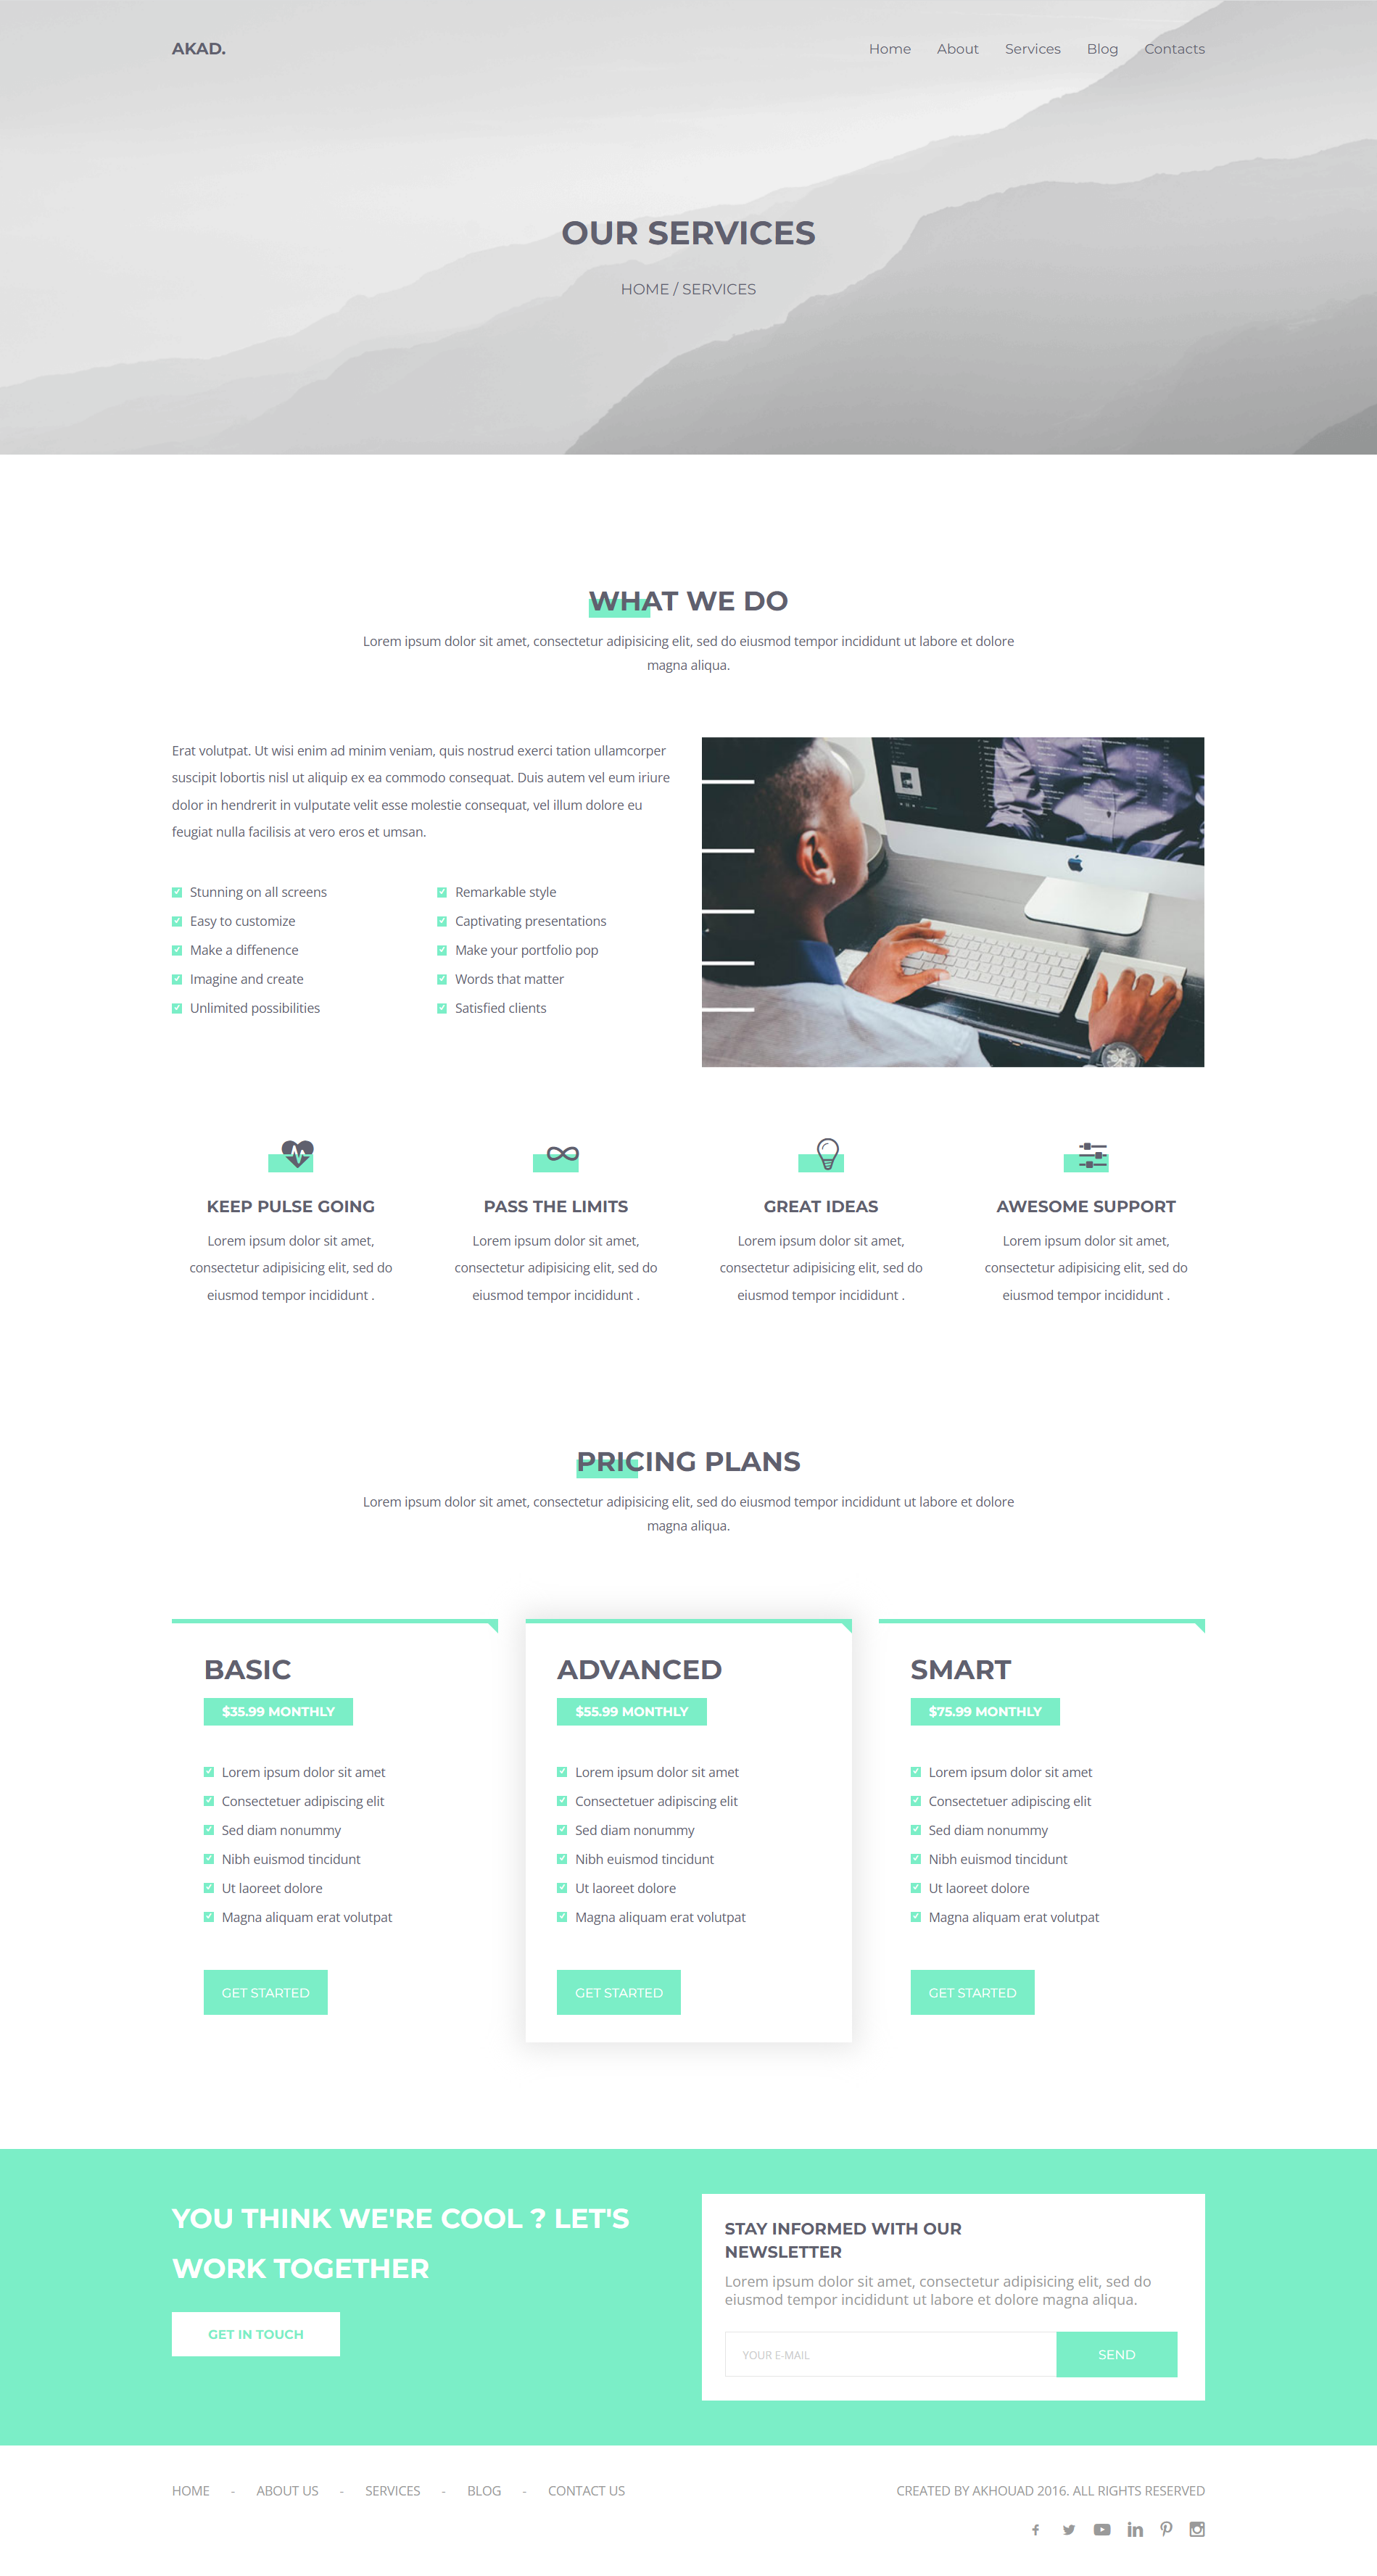 AKAD.
Home About Services Blog Contacts
OUR SERVICES
HOME / SERVICES
WHAT WE DO
Lorem ipsum dolor sit amet, consectetur adipisicing elit, sed do eiusmod tempor incididunt ut labore et dolore
magna aliqua.
Erat volutpat. Ut wisi enim ad minim veniam, quis nostrud exerci tation ullamcorper
suscipit lobortis nisl ut aliquip ex ea commodo consequat. Duis autem vel eum iriure
dolor in hendrerit in vulputate velit esse molestie consequat, vel illum dolore eu
feugiat nulla facilisis at vero eros et umsan.
Stunning on all screens
Easy to customize
Make a diffenence
Imagine and create
Unlimited possibilities
Remarkable style
Captivating presentations
Make your portfolio pop
Words that matter
Satisfied clients
KEEP PULSE GOING
Lorem ipsum dolor sit amet,
consectetur adipisicing elit, sed do
eiusmod tempor incididunt .
PASS THE LIMITS
Lorem ipsum dolor sit amet,
consectetur adipisicing elit, sed do
eiusmod tempor incididunt .
GREAT IDEAS
Lorem ipsum dolor sit amet,
consectetur adipisicing elit, sed do
eiusmod tempor incididunt .
AWESOME SUPPORT
Lorem ipsum dolor sit amet,
consectetur adipisicing elit, sed do
eiusmod tempor incididunt .
PRICING PLANS
Lorem ipsum dolor sit amet, consectetur adipisicing elit, sed do eiusmod tempor incididunt ut labore et dolore
magna aliqua.
BASIC
$35.99 MONTHLY
Lorem ipsum dolor sit amet
Consectetuer adipiscing elit
Sed diam nonummy
Nibh euismod tincidunt
Ut laoreet dolore
Magna aliquam erat volutpat
GET STARTED
ADVANCED
$55.99 MONTHLY
Lorem ipsum dolor sit amet
Consectetuer adipiscing elit
Sed diam nonummy
Nibh euismod tincidunt
Ut laoreet dolore
Magna aliquam erat volutpat
GET STARTED
SMART
$75.99 MONTHLY
Lorem ipsum dolor sit amet
Consectetuer adipiscing elit
Sed diam nonummy
Nibh euismod tincidunt
Ut laoreet dolore
Magna aliquam erat volutpat
GET STARTED
YOU THINK WE'RE COOL ? LET'S
WORK TOGETHER
GET IN TOUCH
STAY INFORMED WITH OUR
NEWSLETTER
Lorem ipsum dolor sit amet, consectetur adipisicing elit, sed do
eiusmod tempor incididunt ut labore et dolore magna aliqua.
YOUR E-MAIL
SEND
HOME - ABOUT US - SERVICES - BLOG - CONTACT US
CREATED BY AKHOUAD 2016. ALL RIGHTS RESERVED